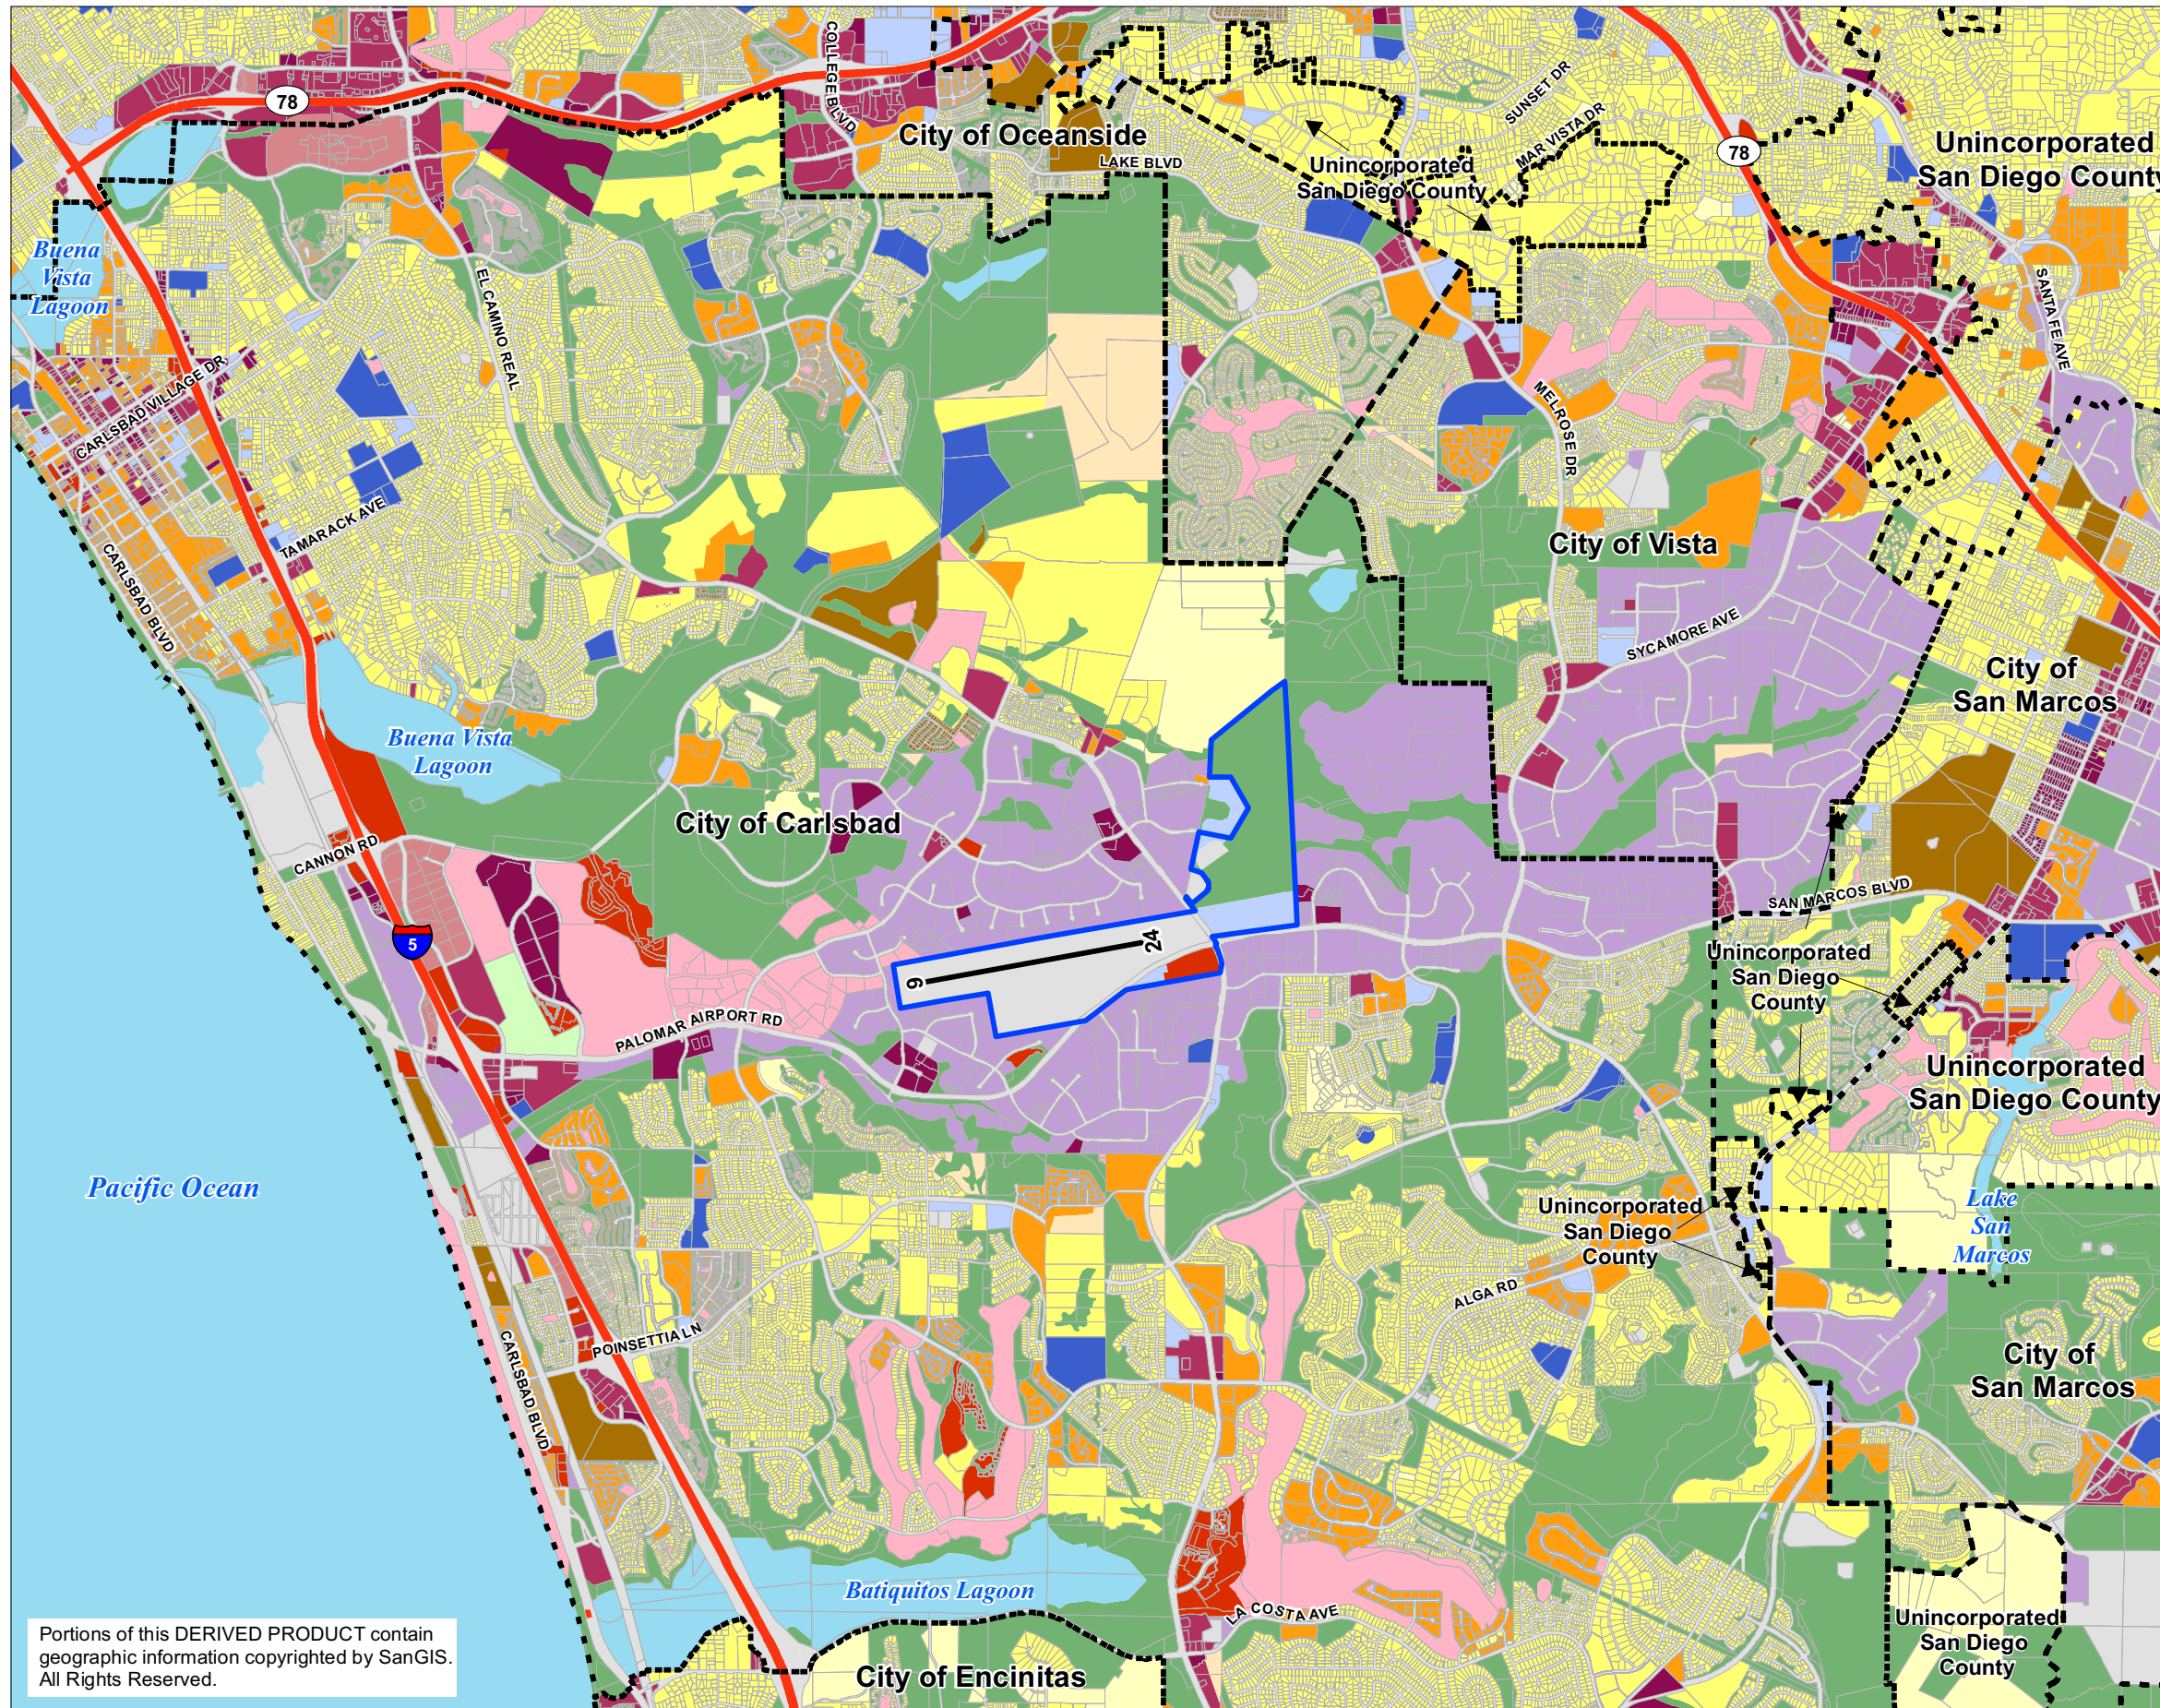 78
COLLEGE BLVD
City of Oceanside
LAKE BLVD
SUNSET DR
MAR VISTA DR
Unincorporated
San Diego County
78
Unincorporated
San Diego County
Buena
Vista
Lagoon
EL CAMINO REAL
SANTA FE AVE
CARLSBAD VILLAGE DR
MELROSE DR
TAMARACK AVE
CARLSBAD BLVD
City of Vista
SYCAMORE AVE
City of
San Marcos
Buena Vista
Lagoon
City of Carlsbad
CANNON RD
SAN MARCOS BLVD
5
24
6
PALOMAR AIRPORT RD
Unincorporated
San Diego
County
Unincorporated
San Diego County
Pacific Ocean
Unincorporated
San Diego
County
Lake
San
Marcos
ALGA RD
POINSETTIA LN
CARLSBAD BLVD
City of
San Marcos
Batiquitos Lagoon
LA COSTA AVE
Unincorporated
San Diego
County
City of Encinitas
Portions of this DERIVED PRODUCT contain
geographic information copyrighted by SanGIS.
All Rights Reserved.